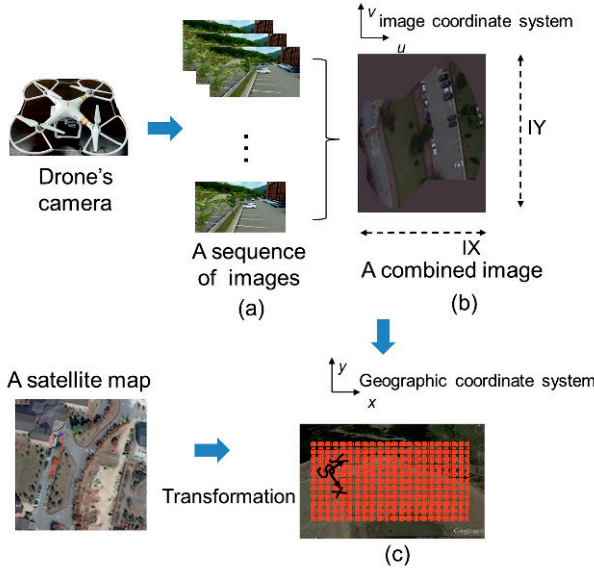 v
image coordinate system
u
Drone's
camera
A sequence
of images
(a)
IY
IX
A combined image
(b)
A satellite map
y
Geographic coordinate system
x
Transformation
(c)